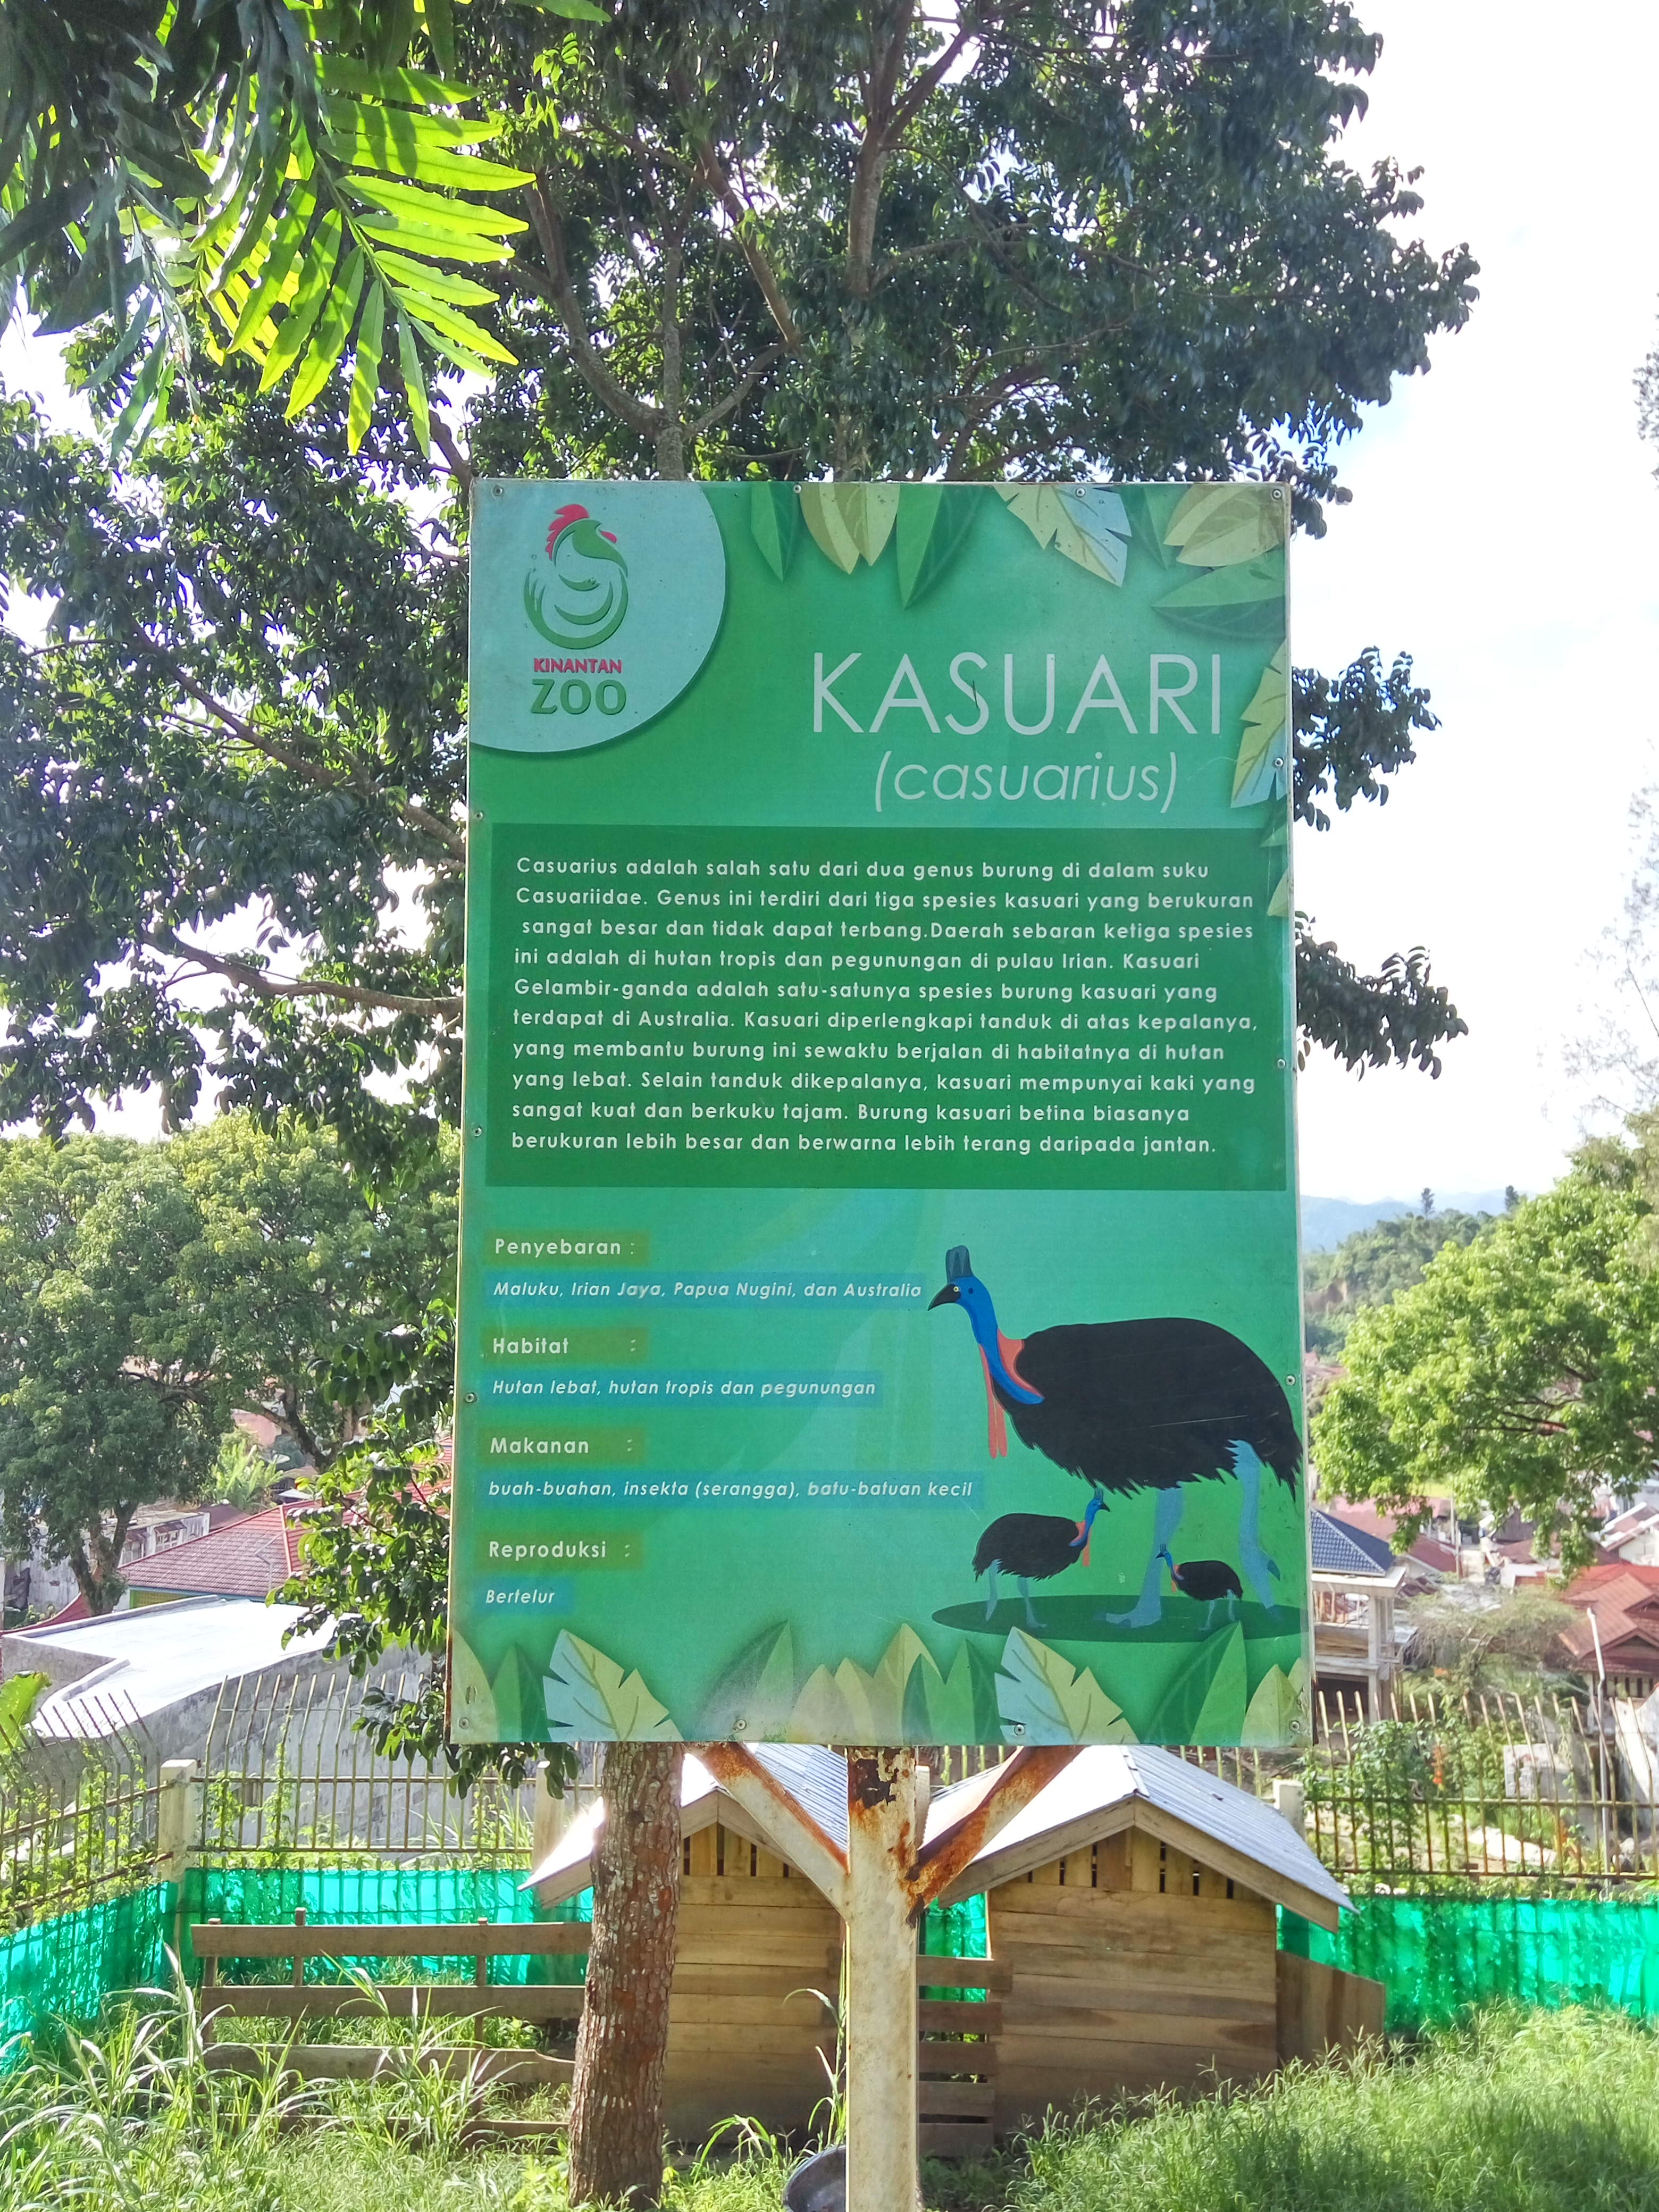 KINANTAN
ZOO
KASUARI
(casuarius)
Casuarius adalah salah satu dari dua genus burung di dalam suku
Casuariidae. Genus ini terdiri dari tiga spesies kasuari yang berukuran
sangat besar dan tidak dapat terbang.Daerah sebaran ketiga spesies
ini adalah di hutan tropis dan pegunungan di pulau Irian. Kasuari
Gelambir-ganda adalah satu-satunya spesies burung kasuari yang
terdapat di Australia. Kasuari diperlengkapi tanduk di atas kepalanya,
yang membantu burung ini sewaktu berjalan di habitatnya di hutan
yang lebat. Selain tanduk dikepalanya, kasuari mempunyai kaki yang
sangat kuat dan berkuku tajam. Burung kasuari betina biasanya
berukuran lebih besar dan berwarna lebih terang daripada jantan.
Penyebaran :
Maluku, Irian Jaya, Papua Nugini, dan Australia
Habitat :
Hutan lebat, hutan tropis dan pegunungan
Makanan :
buah-buahan, insekta (serangga), batu-batuan kecil
Reproduksi :
Bertelur